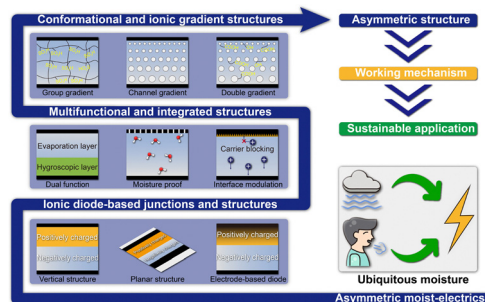 Conformational and ionic gradient structures
Group gradient
Channel gradient
Double gradient
Multifunctional and integrated structures
Evaporation layer
Hygroscopic layer
Dual function
Moisture proof
Carrier blocking
Interface modulation
Ionic diode-based junctions and structures
Positively charged
Negatively charged
Vertical structure
Planar structure
Positively charged
Negatively charged
Electrode-based diode
Asymmetric structure
Working mechanism
Sustainable application
Ubiquitous moisture
Asymmetric moist-electrics